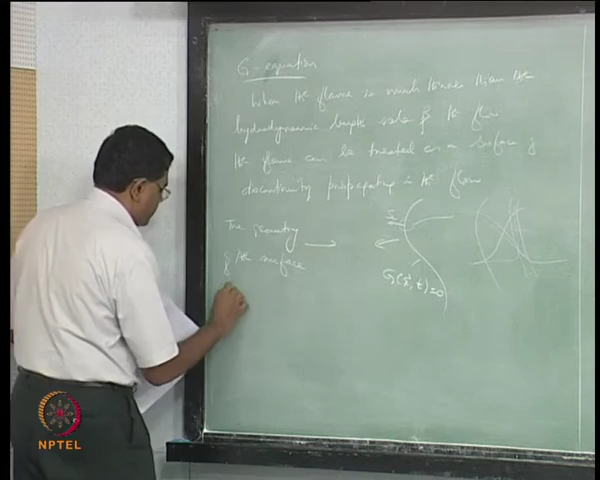 G-equation
When the flame is much thinner than the
hydrodynamic length scale of the flow
the flame can be treated as a surface of
discontinuity propagating in the flow
The geometry
of the surface
G(x, t) = 0
NPTEL